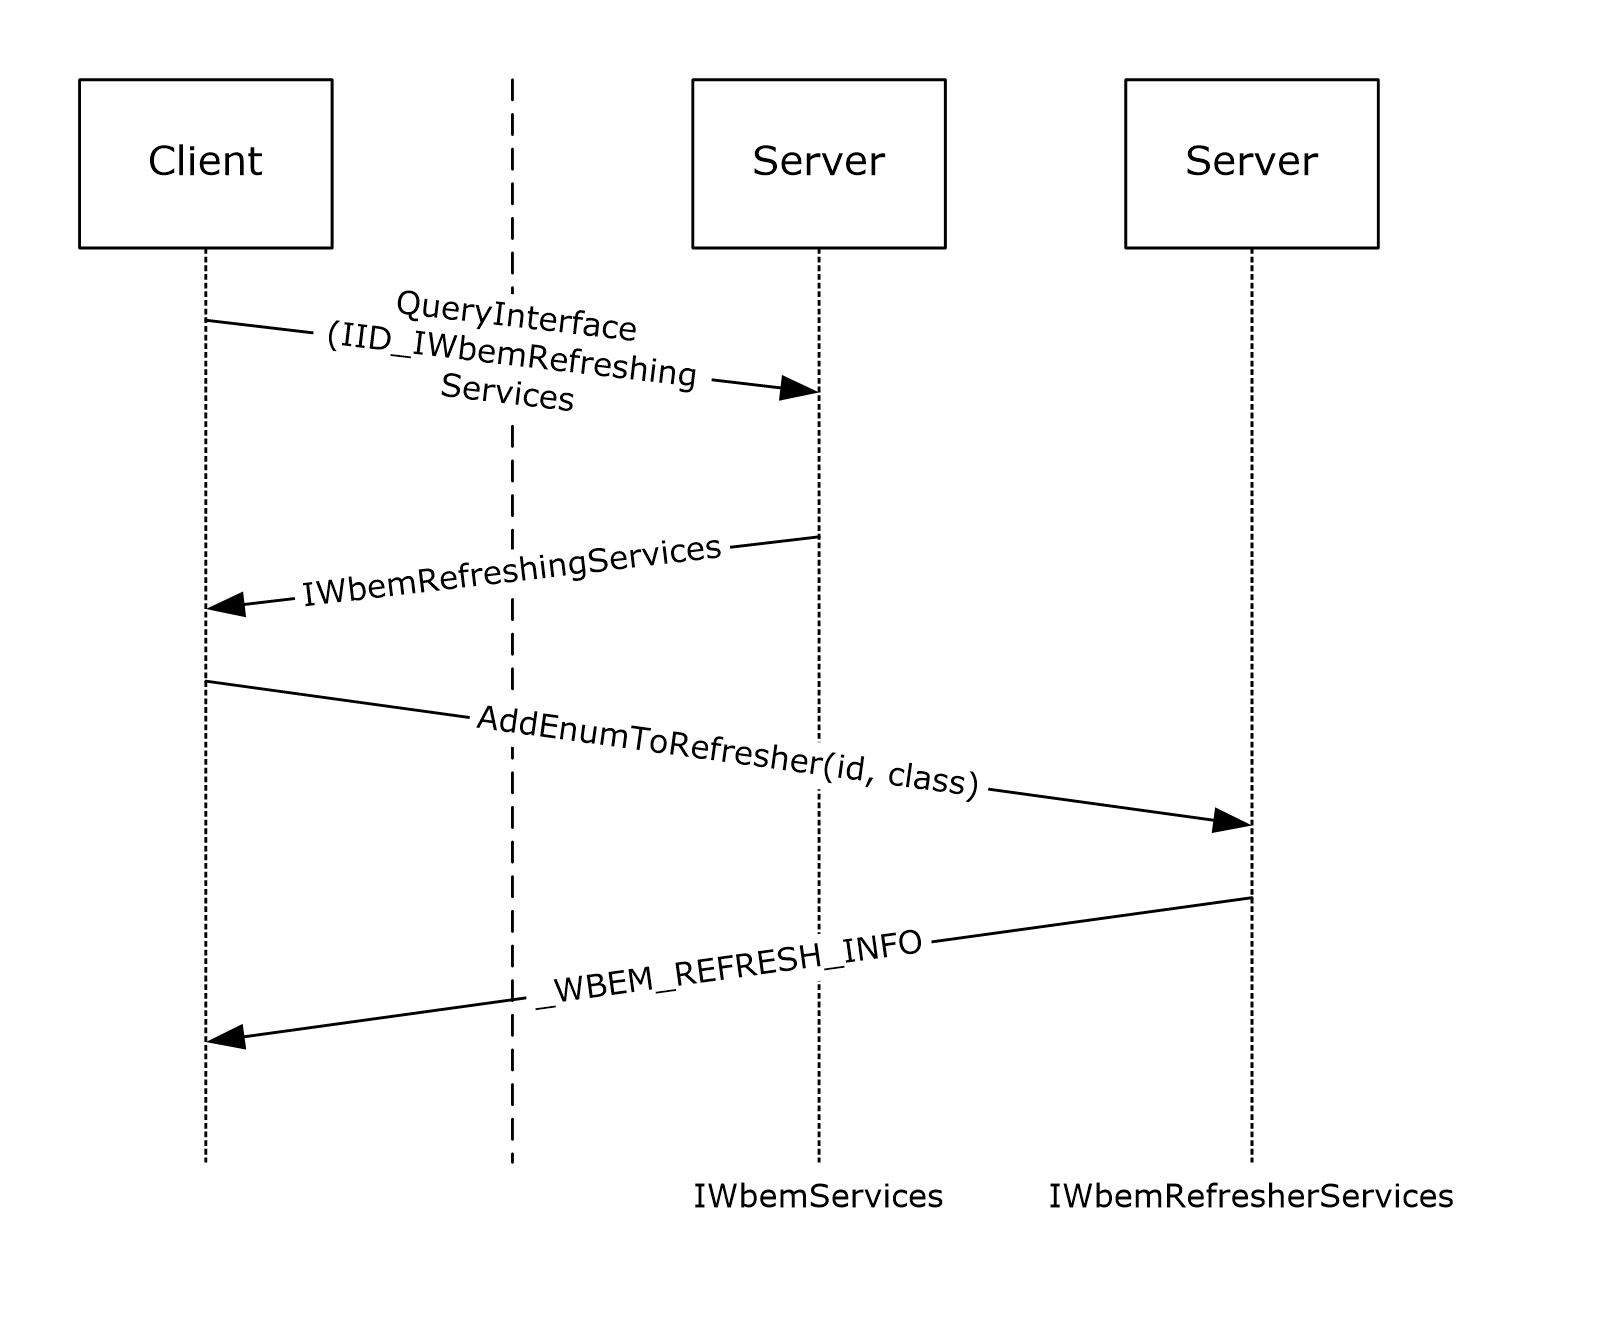 Client
Server
Server
QueryInterface
(IID_IWbemRefreshing
Services
IWbemRefreshingServices
AddEnumToRefresher(id, class)
_WBEM_REFRESH_INFO
IWbemServices
IWbemRefresherServices